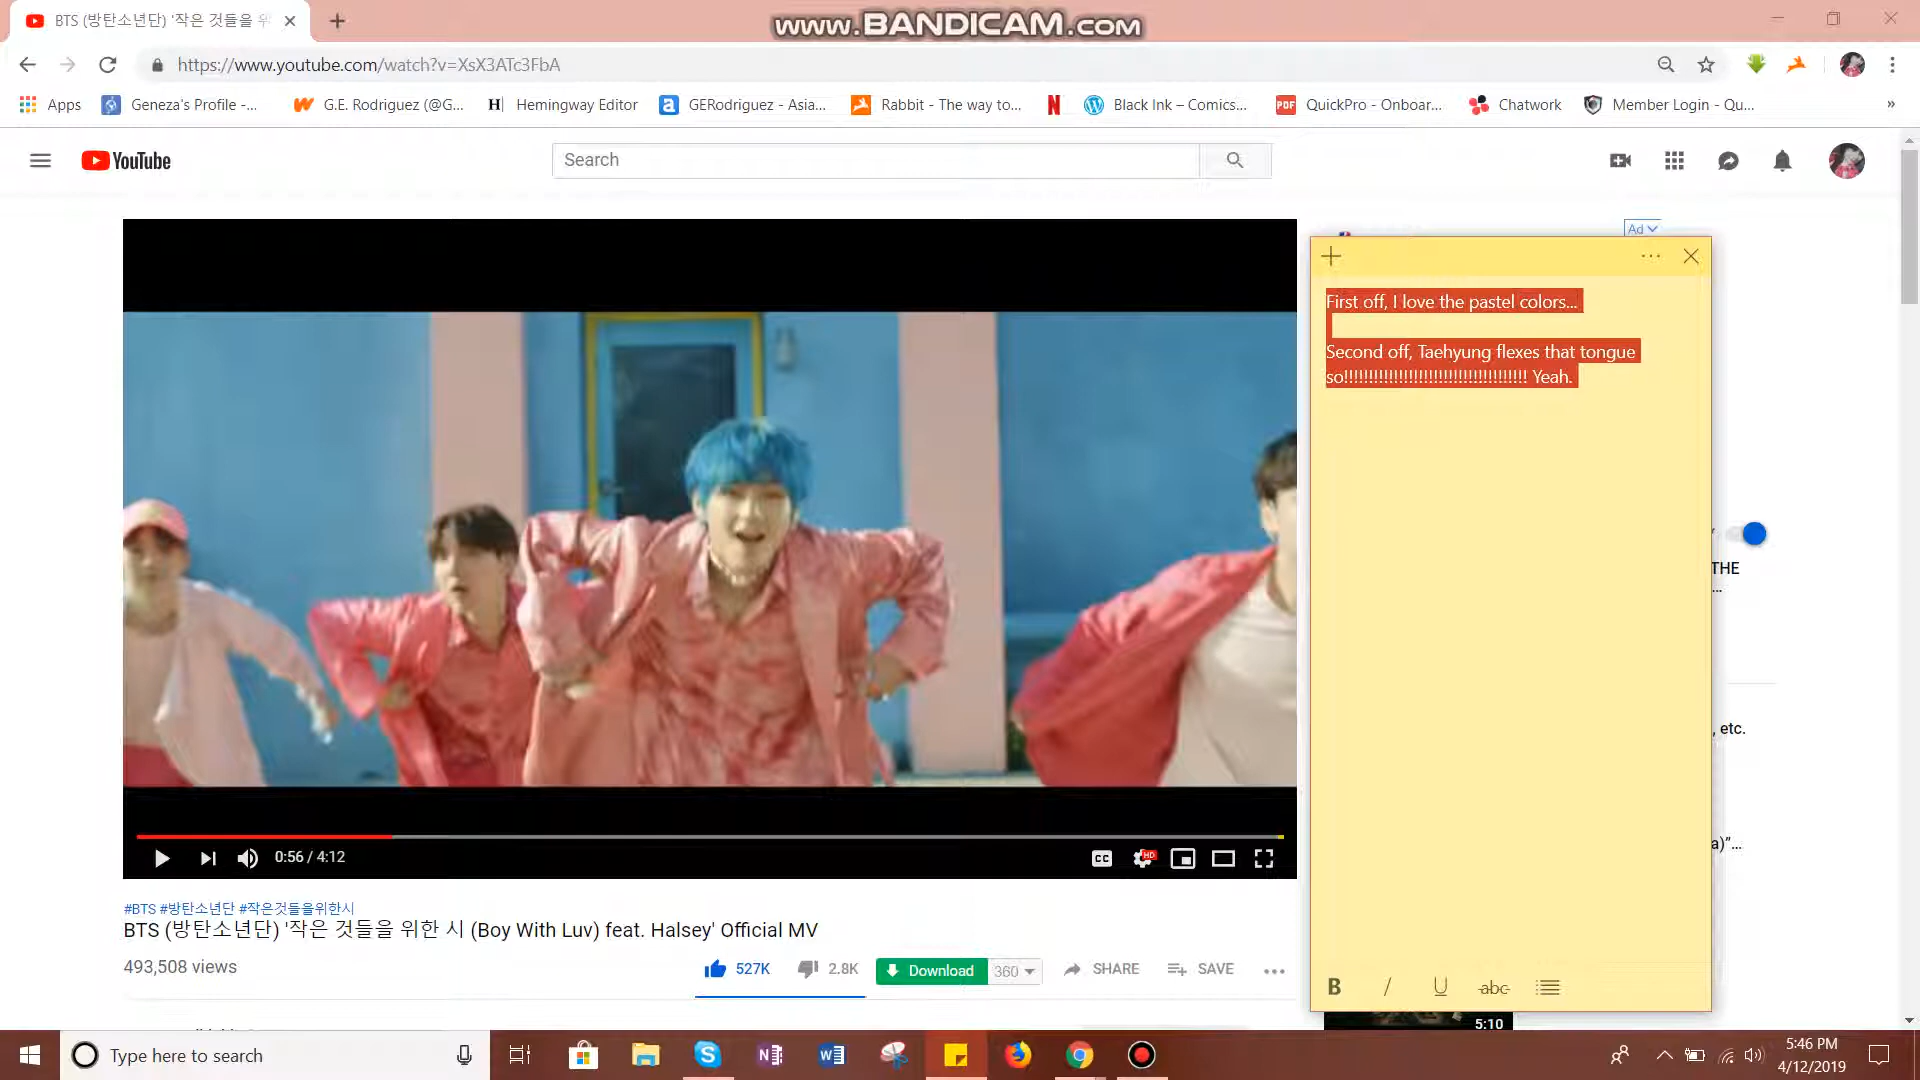 BTS (방탄소년단) '작은 것들을 위
www.BANDICAM.com
https://www.youtube.com/watch?v=XsX3ATc3FbA
Apps
Geneza's Profile -...
G.E. Rodriguez (@G...
Hemingway Editor
GERodriguez - Asia...
Rabbit - The way to...
Black Ink – Comics...
QuickPro - Onboar...
Chatwork
Member Login - Qu...
»
YouTube
Search
Ad
First off, I love the pastel colors...
Second off, Taehyung flexes that tongue
so!!!!!!!!!!!!!!!!!!!!!!!!!!!!!!!!!!!!! Yeah.
THE
...
, etc.
a)”...
0:56 / 4:12
CC
HD
#BTS #방탄소년단 #작은것들을위한시
BTS (방탄소년단) '작은 것들을 위한 시 (Boy With Luv) feat. Halsey' Official MV
493,508 views
527K
2.8K
Download
360
SHARE
SAVE
B
I
U
abc
5:10
Type here to search
5:46 PM
4/12/2019